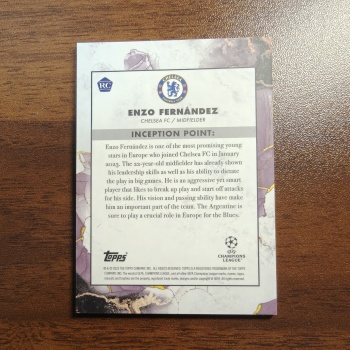 RC
CHELSEA
ENZO FERNÁNDEZ
CHELSEA FC / MIDFIELDER
INCEPTION POINT:
Enzo Fernández is one of the most promising young
stars in Europe who joined Chelsea FC in January
2023. The 22-year-old midfielder has already shown
his leadership skills as well as his ability to dictate
the play in big games. He is an aggressive yet smart
player that likes to break up play and start off attacks
for his side. His vision and passing ability have make
him an important part of the team. The Argentine is
sure to play a crucial role in Europe for the Blues.
topps
UEFA
CHAMPIONS
LEAGUE